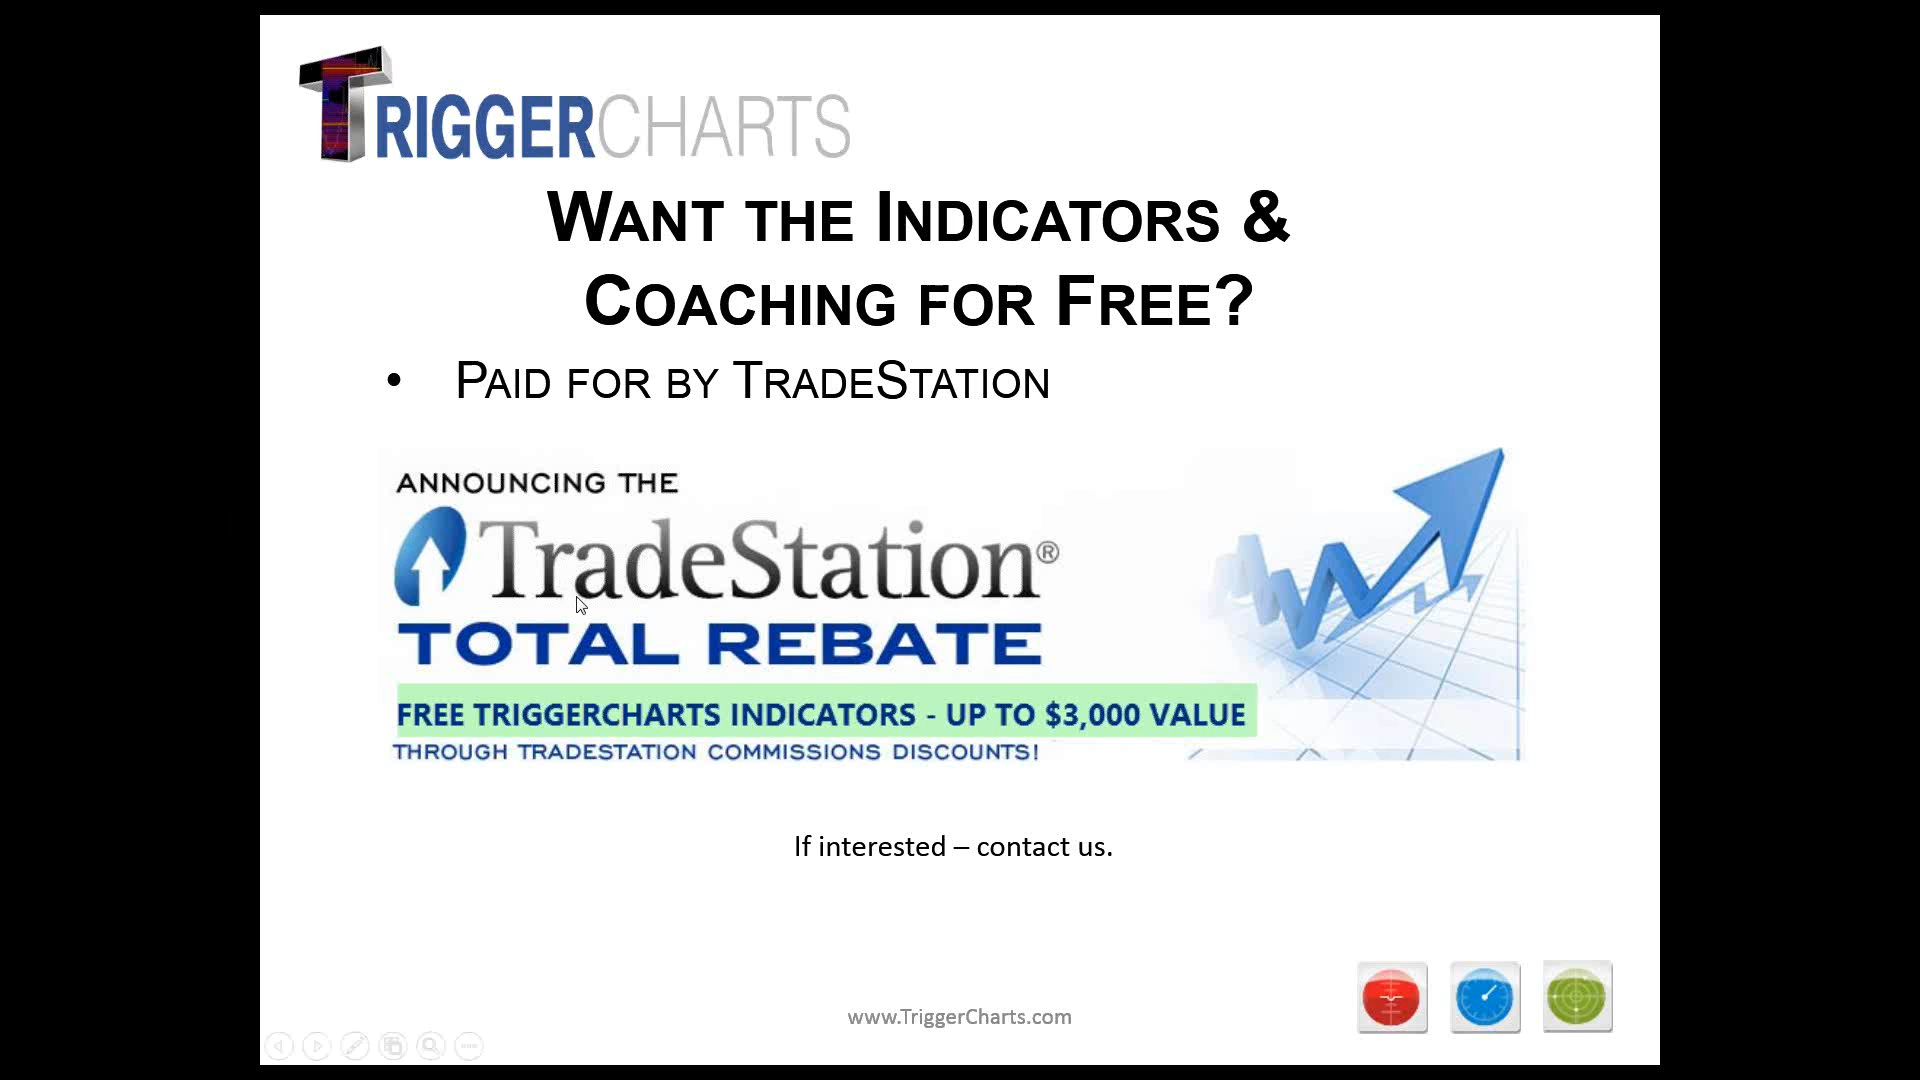 TRIGGERCHARTS
WANT THE INDICATORS &
COACHING FOR FREE?
• PAID FOR BY TRADESTATION
ANNOUNCING THE
TradeStation®
TOTAL REBATE
FREE TRIGGERCHARTS INDICATORS - UP TO $3,000 VALUE
THROUGH TRADESTATION COMMISSIONS DISCOUNTS!
If interested – contact us.
www.TriggerCharts.com